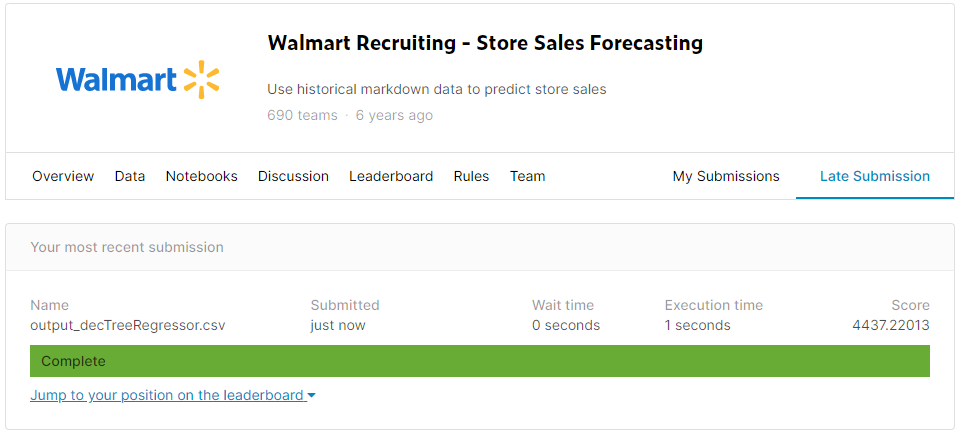 Walmart
Walmart Recruiting - Store Sales Forecasting
Use historical markdown data to predict store sales
690 teams · 6 years ago
Overview Data Notebooks Discussion Leaderboard Rules Team My Submissions Late Submission
Your most recent submission
Name Submitted Wait time Execution time Score
output_decTreeRegressor.csv just now 0 seconds 1 seconds 4437.22013
Complete
Jump to your position on the leaderboard